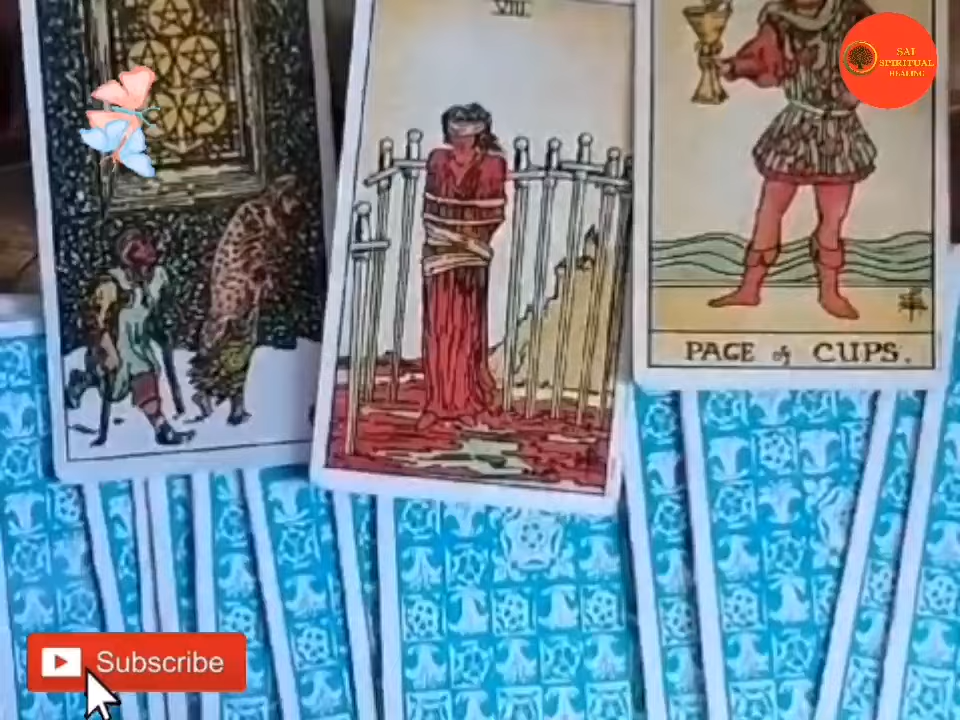 VIII
SAI
SPIRITUAL
HEALING
PAGE of CUPS.
Subscribe